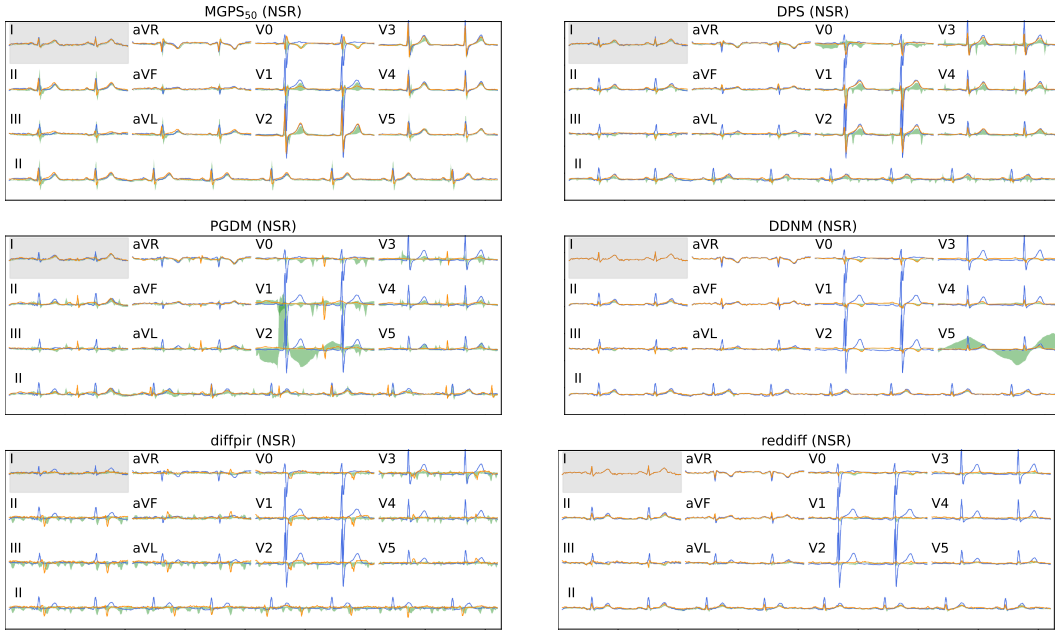 MGPS50 (NSR)
I aVR V0 V3
II aVF V1 V4
III aVL V2 V5
II
DPS (NSR)
I aVR V0 V3
II aVF V1 V4
III aVL V2 V5
II
PGDM (NSR)
I aVR V0 V3
II aVF V1 V4
III aVL V2 V5
II
DDNM (NSR)
I aVR V0 V3
II aVF V1 V4
III aVL V2 V5
II
diffpir (NSR)
I aVR V0 V3
II aVF V1 V4
III aVL V2 V5
II
reddiff (NSR)
I aVR V0 V3
II aVF V1 V4
III aVL V2 V5
II